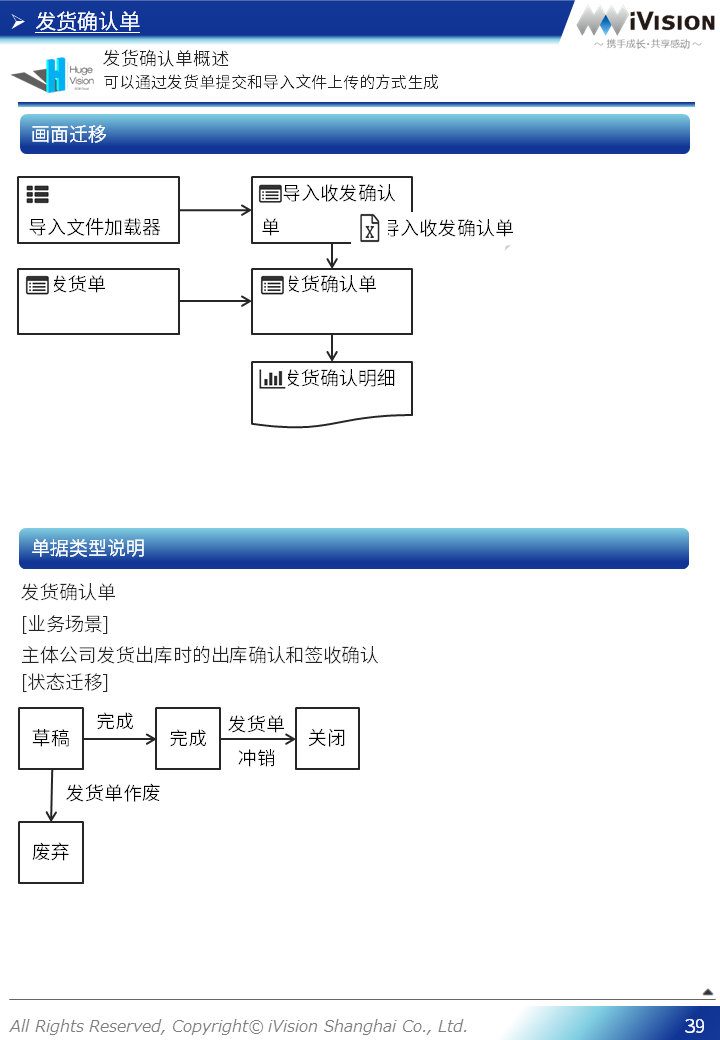 发货确认单
iVISION
～ 携手成长·共享感动 ～
Huge
Vision
发货确认单概述
可以通过发货单提交和导入文件上传的方式生成
画面迁移
导入文件加载器
导入收发确认
单
导入收发确认单
发货单
发货确认单
发货确认明细
单据类型说明
发货确认单
[业务场景]
主体公司发货出库时的出库确认和签收确认
[状态迁移]
草稿
完成
完成
发货单
冲销
关闭
发货单作废
废弃
All Rights Reserved, Copyright© iVision Shanghai Co., Ltd.
39